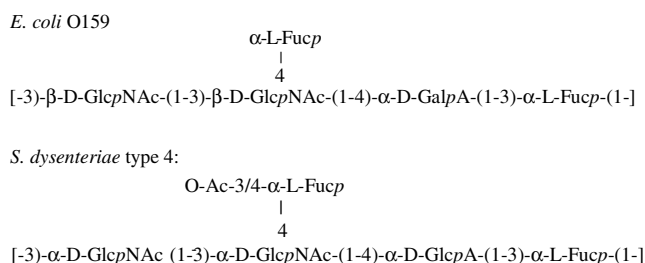 E. coli O159
α-L-Fucp
|
4
[-3)-β-D-GlcpNAc-(1-3)-β-D-GlcpNAc-(1-4)-α-D-GalpA-(1-3)-α-L-Fucp-(1-]
S. dysenteriae type 4:
O-Ac-3/4-α-L-Fucp
|
4
[-3)-α-D-GlcpNAc (1-3)-α-D-GlcpNAc-(1-4)-α-D-GlcpA-(1-3)-α-L-Fucp-(1-]